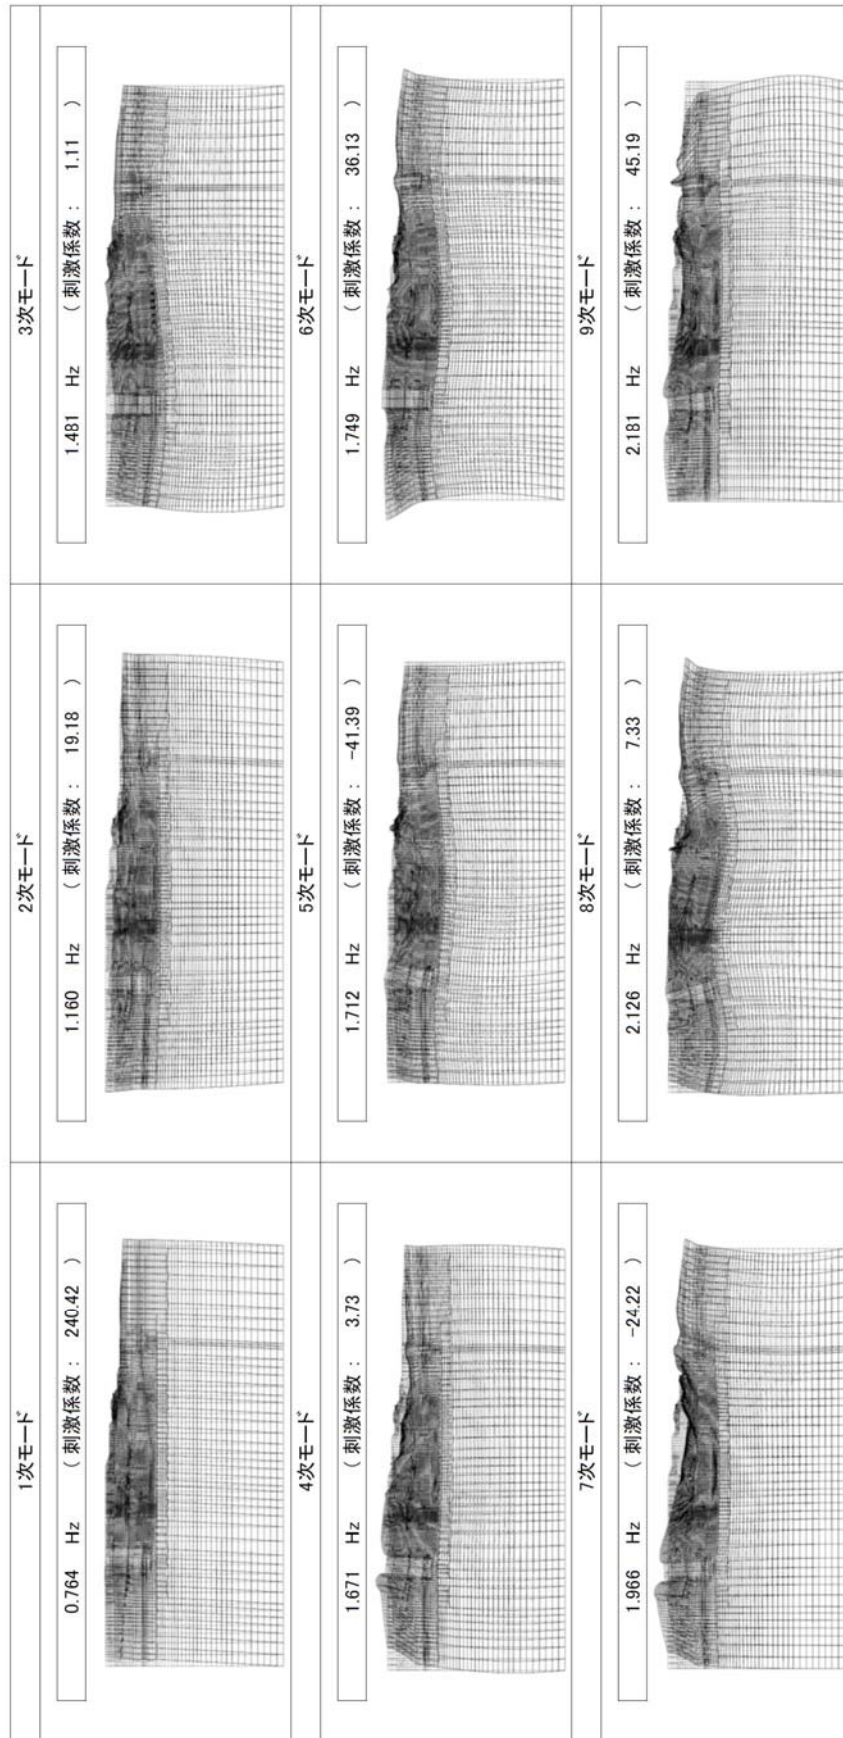 1次モード
0.764 Hz ( 刺激係数 : 240.42 )
2次モード
1.160 Hz ( 刺激係数 : 19.18 )
3次モード
1.481 Hz ( 刺激係数 : 1.11 )
4次モード
1.671 Hz ( 刺激係数 : 3.73 )
5次モード
1.712 Hz ( 刺激係数 : -41.39 )
6次モード
1.749 Hz ( 刺激係数 : 36.13 )
7次モード
1.966 Hz ( 刺激係数 : -24.22 )
8次モード
2.126 Hz ( 刺激係数 : 7.33 )
9次モード
2.181 Hz ( 刺激係数 : 45.19 )